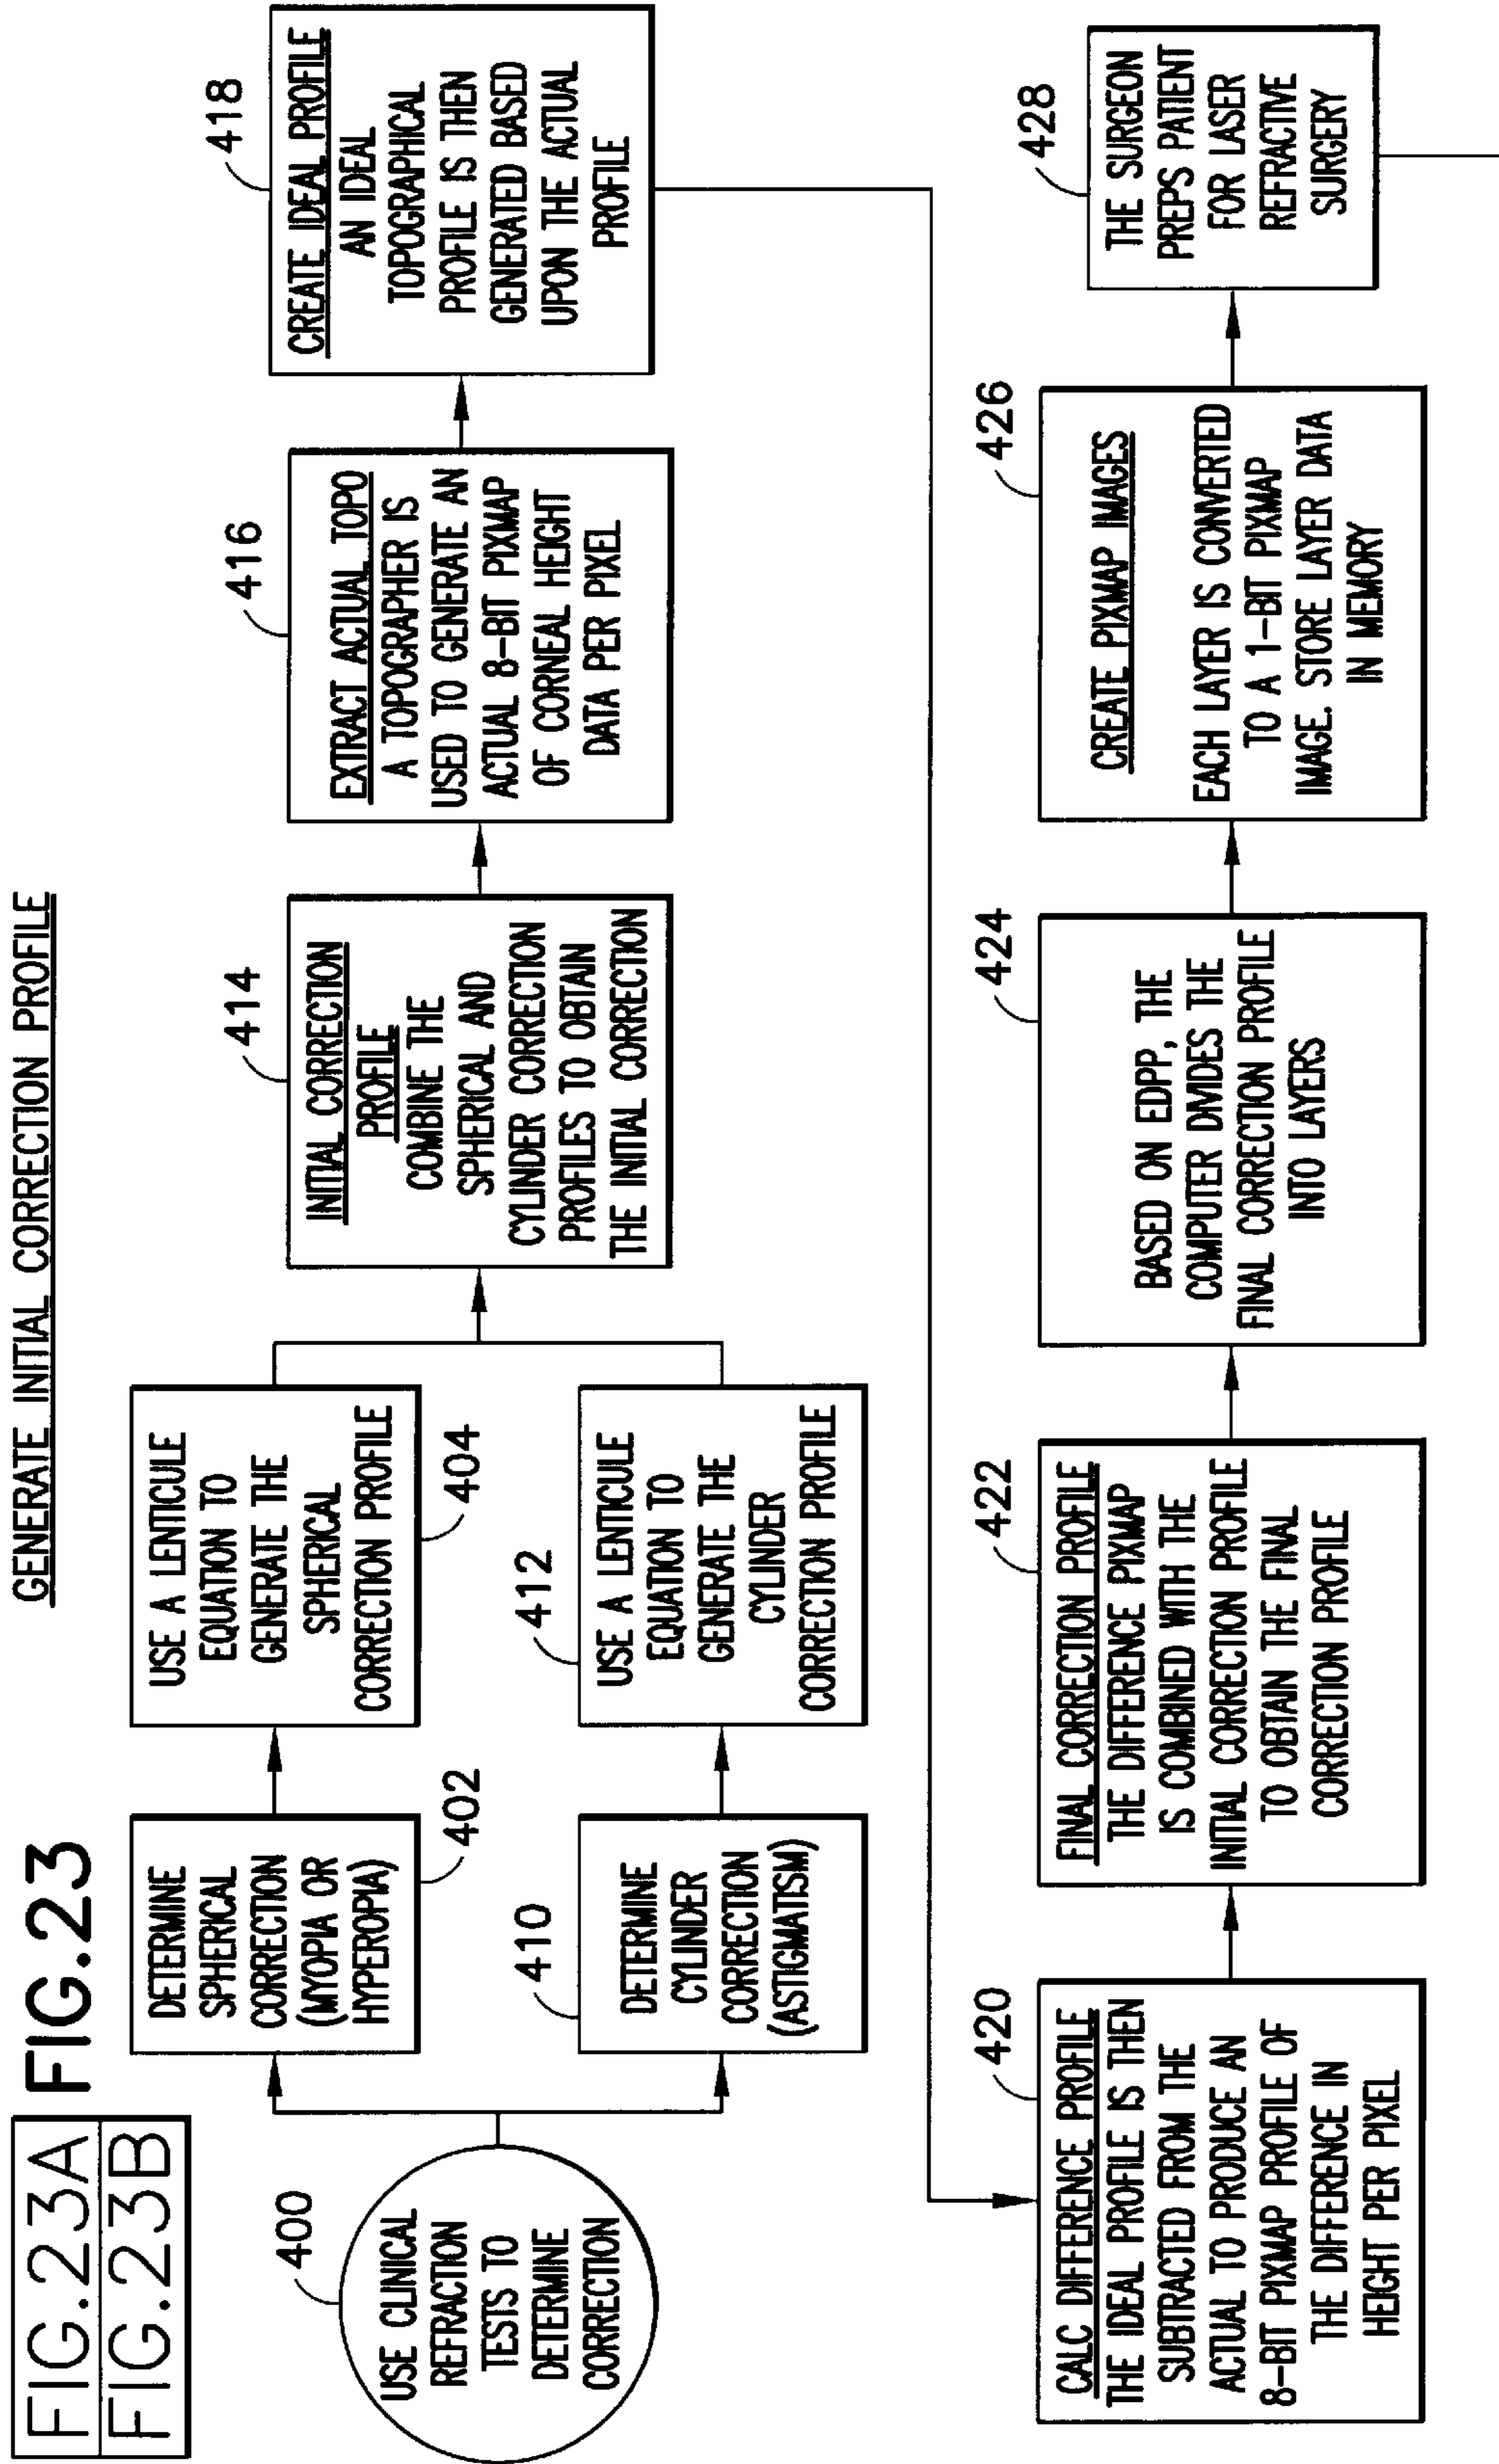 FIG.23A
FIG.23B
FIG.23
GENERATE INITIAL CORRECTION PROFILE
400
USE CLINICAL
REFRACTION
TESTS TO
DETERMINE
CORRECTION
DETERMINE
SPHERICAL
CORRECTION
(MYOPIA OR
HYPEROPIA)
402
USE A LENTICULE
EQUATION TO
GENERATE THE
SPHERICAL
CORRECTION PROFILE
404
410
DETERMINE
CYLINDER
CORRECTION
(ASTIGMATISM)
412
USE A LENTICULE
EQUATION TO
GENERATE THE
CYLINDER
CORRECTION PROFILE
414
INITIAL CORRECTION
PROFILE
COMBINE THE
SPHERICAL AND
CYLINDER CORRECTION
PROFILES TO OBTAIN
THE INITIAL CORRECTION
416
EXTRACT ACTUAL TOPO
A TOPOGRAPHER IS
USED TO GENERATE AN
ACTUAL 8-BIT PIXMAP
OF CORNEAL HEIGHT
DATA PER PIXEL
418
CREATE IDEAL PROFILE
AN IDEAL
TOPOGRAPHICAL
PROFILE IS THEN
GENERATED BASED
UPON THE ACTUAL
PROFILE
420
CALC DIFFERENCE PROFILE
THE IDEAL PROFILE IS THEN
SUBTRACTED FROM THE
ACTUAL TO PRODUCE AN
8-BIT PIXMAP PROFILE OF
THE DIFFERENCE IN
HEIGHT PER PIXEL
422
FINAL CORRECTION PROFILE
THE DIFFERENCE PIXMAP
IS COMBINED WITH THE
INITIAL CORRECTION PROFILE
TO OBTAIN THE FINAL
CORRECTION PROFILE
424
BASED ON EDPP, THE
COMPUTER DIVIDES THE
FINAL CORRECTION PROFILE
INTO LAYERS
426
CREATE PIXMAP IMAGES
EACH LAYER IS CONVERTED
TO A 1-BIT PIXMAP
IMAGE. STORE LAYER DATA
IN MEMORY
428
THE SURGEON
PREPS PATIENT
FOR LASER
REFRACTIVE
SURGERY